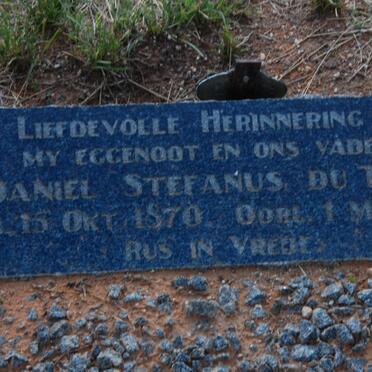 LIEFDEVOLLE HERINNERING
MY EGGENOOT EN ONS VADE
DANIEL STEFANUS DU T
15 OKT. 1870 OORL. 1 M
RUS IN VREDE